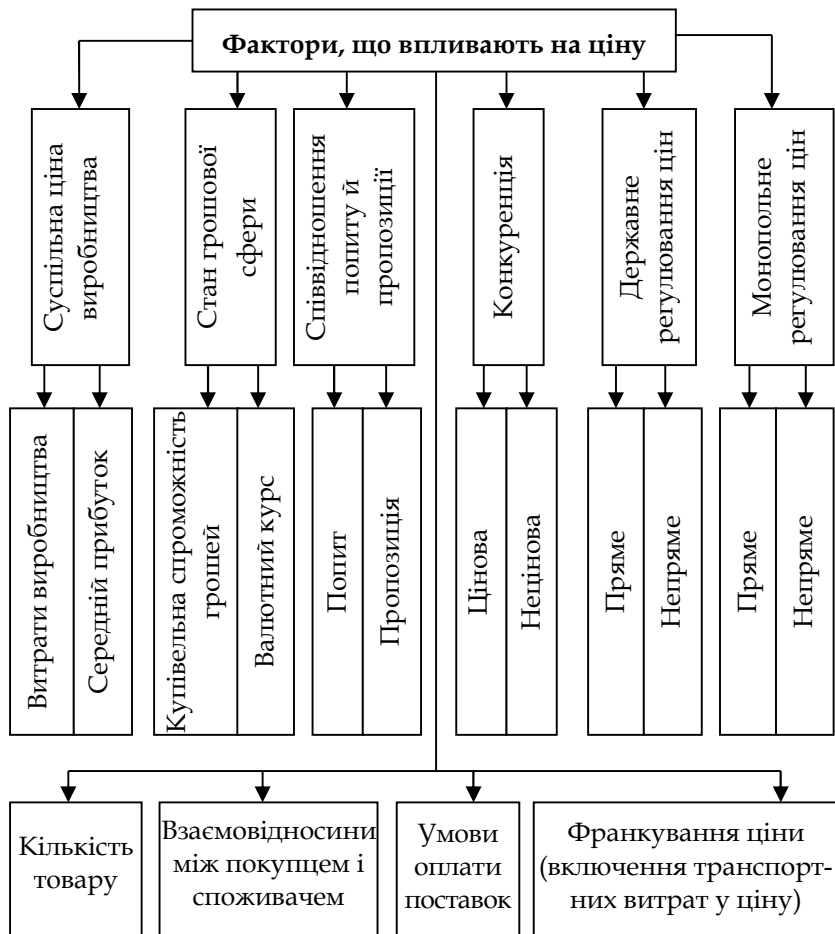 Фактори, що впливають на ціну
Суспільна ціна
виробництва
Стан грошової
сфери
Співвідношення
попиту й
пропозиції
Конкуренція
Державне
регулювання цін
Монопольне
регулювання цін
Витрати виробництва
Середній прибуток
Купівельна спроможність
грошей
Валютний курс
Попит
Пропозиція
Цінова
Нецінова
Пряме
Непряме
Пряме
Непряме
Кількість
товару
Взаємовідносини
між покупцем і
споживачем
Умови
оплати
поставок
Франкування ціни
(включення транспорт-
них витрат у ціну)